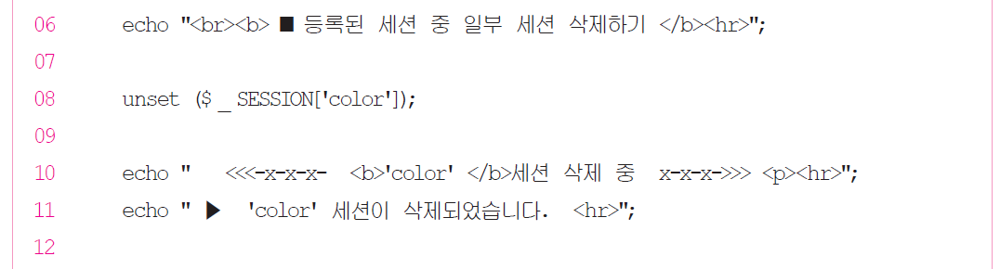 06 echo "<br><b> ■ 등록된 세션 중 일부 세션 삭제하기 </b><hr>";
07
08 unset ($ _ SESSION['color']);
09
10 echo "  <<<-x-x-x-  <b>'color' </b>세션 삭제 중  x-x-x->>> <p><hr>";
11 echo " ▶  'color' 세션이 삭제되었습니다.  <hr>";
12